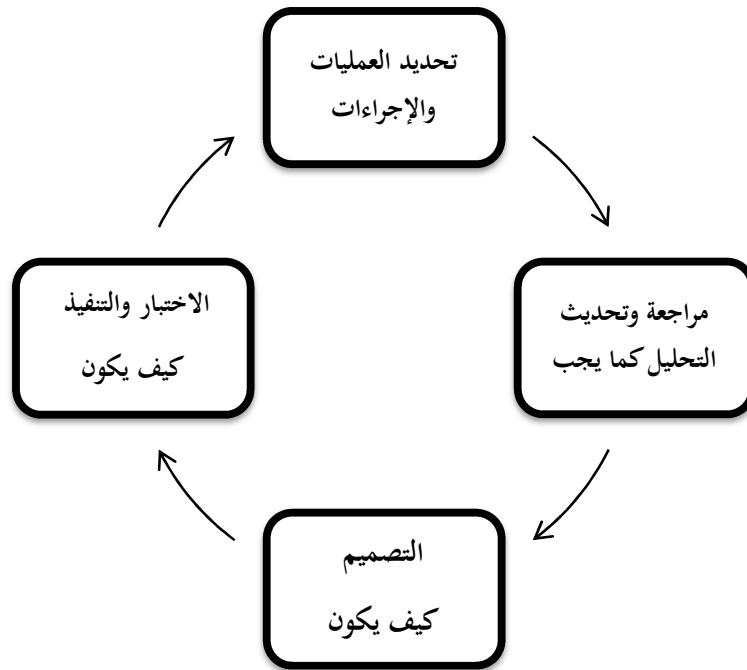 تحديد العمليات
والإجراءات
مراجعة وتحديث
التحليل كما يجب
التصميم
كيف يكون
الاختبار والتنفيذ
كيف يكون